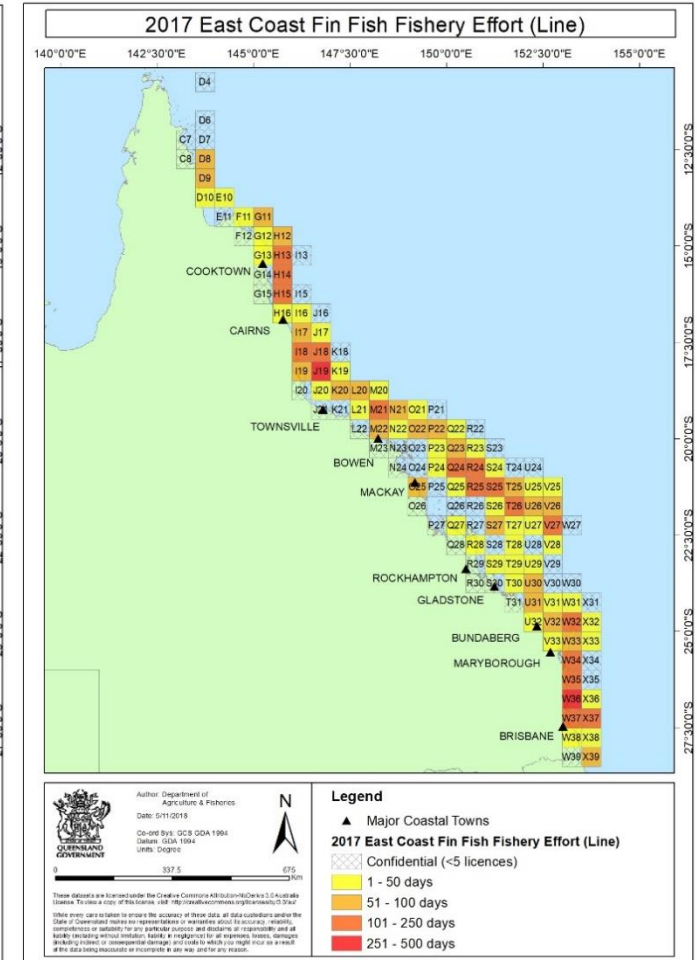 2017 East Coast Fin Fish Fishery Effort (Line)
140°0'0"E 142°30'0"E 145°0'0"E 147°30'0"E 150°0'0"E 152°30'0"E 155°0'0"E
D4
D6
C7 D7
C8 D8
D9
D10 E10
E11 F11 G11
F12 G12 H12
G13 H13 I13
COOKTOWN
G14 H14
G15 H15 I15
H16 I16 J16
CAIRNS
I17 J17
I18 J18 K18
I19 J19 K19
I20 J20 K20 L20 M20
K21 L21 M21 N21 O21 P21
TOWNSVILLE
L22 M22 N22 O22 P22 Q22 R22
BOWEN
M23 N23 O23 P23 Q23 R23 S23
N24 O24 P24 Q24 R24 S24 T24 U24
MACKAY
O25 P25 Q25 R25 S25 T25 U25 V25
O26 Q26 R26 S26 T26 U26 V26
P27 Q27 R27 S27 T27 U27 V27 W27
Q28 R28 S28 T28 U28 V28
R29 S29 T29 U29 V29
ROCKHAMPTON
R30 S30 T30 U30 V30 W30
GLADSTONE
T31 U31 V31 W31 X31
U32 V32 W32 X32
BUNDABERG
V33 W33 X33
MARYBOROUGH
W34 X34
W35 X35
W36 X36
W37 X37
BRISBANE
W38 X38
W39 X39
12°30'0"S
15°0'0"S
17°30'0"S
20°0'0"S
22°30'0"S
25°0'0"S
27°30'0"S
QUEENSLAND
GOVERNMENT
Author: Department of
Agriculture & Fisheries
Date: 5/11/2018
Co-ord Sys: GCS GDA 1994
Datum: GDA 1994
Units: Degree
N
0 337.5 675
Km
Legend
Major Coastal Towns
2017 East Coast Fin Fish Fishery Effort (Line)
Confidential (<5 licences)
1 - 50 days
51 - 100 days
101 - 250 days
251 - 500 days